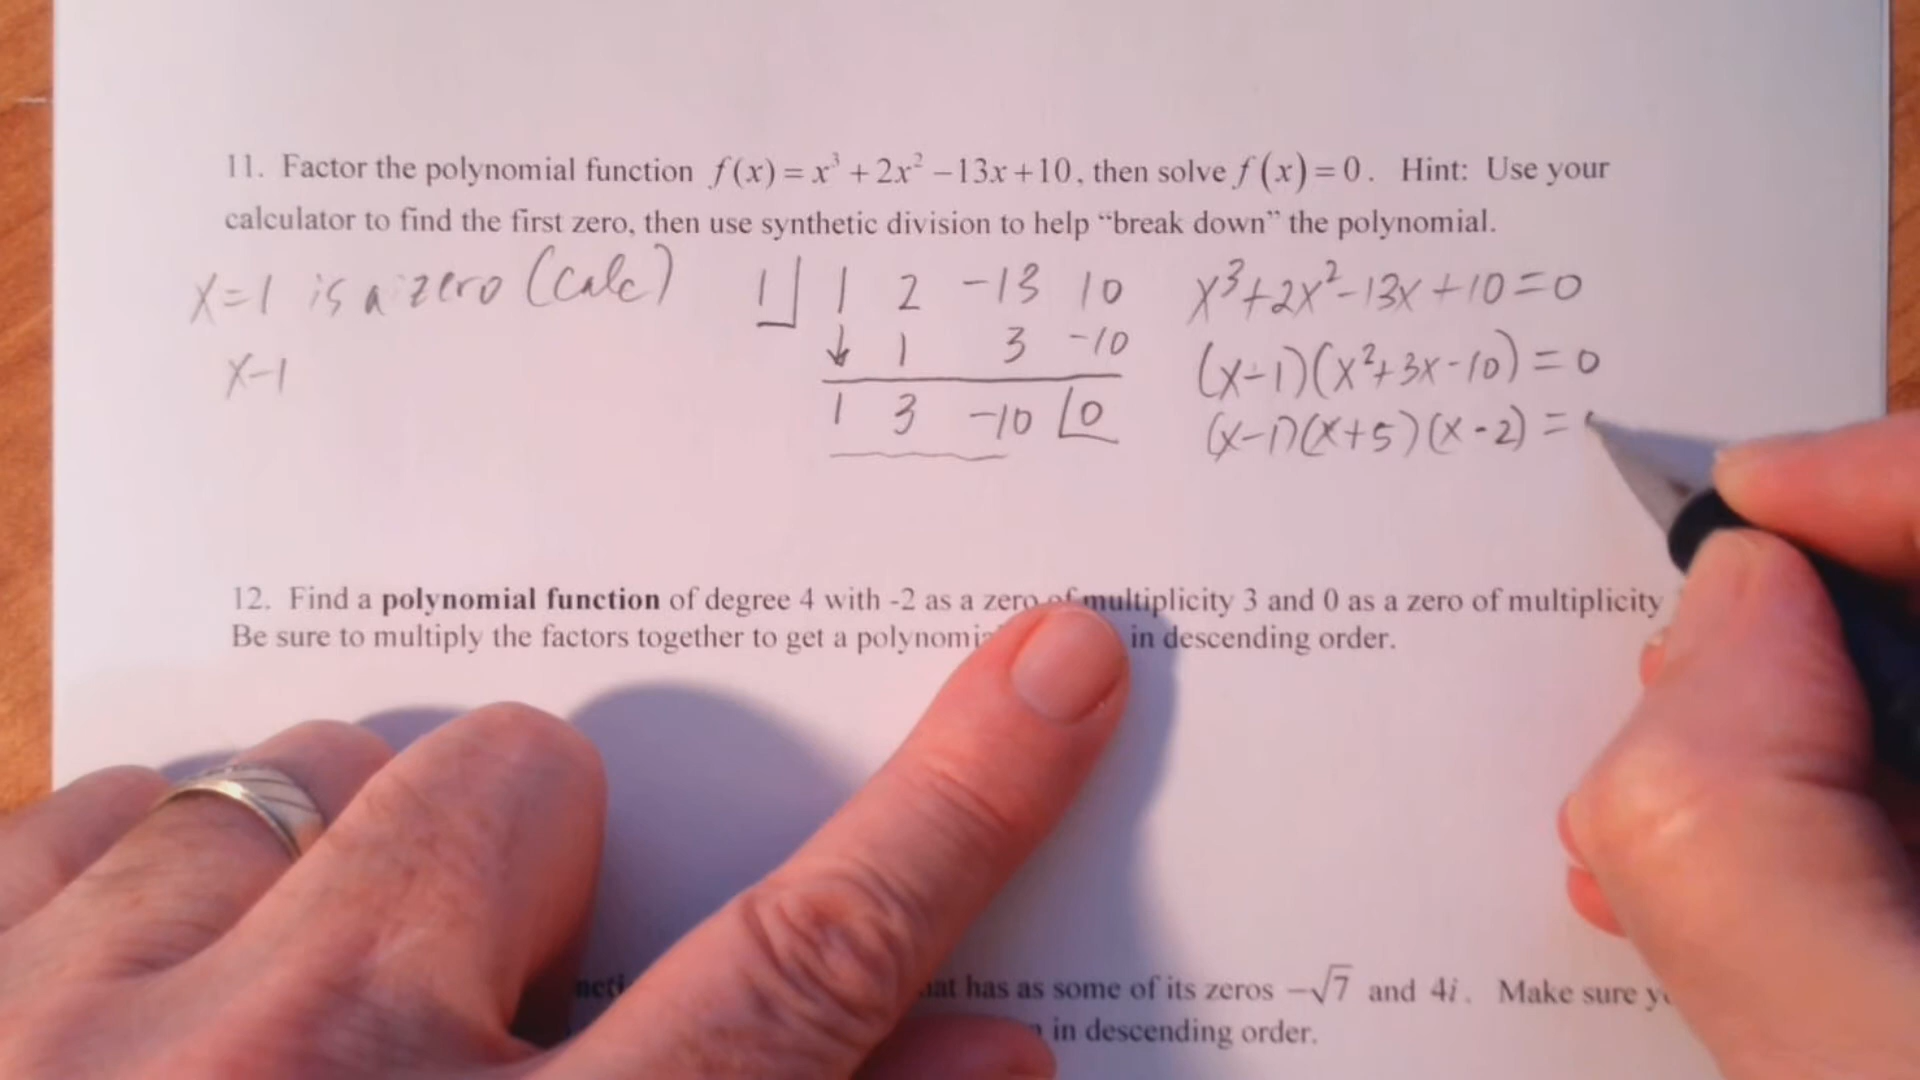 11. Factor the polynomial function f(x) = x³ + 2x² − 13x + 10, then solve f(x) = 0. Hint: Use your
calculator to find the first zero, then use synthetic division to help “break down” the polynomial.
x=1 is a zero (calc)
x-1
1 | 1 2 -13 10
↓ 1 3 -10
1 3 -10 | 0
x³+2x²-13x+10=0
(x-1)(x²+3x-10)=0
(x-1)(x+5)(x-2)=
12. Find a polynomial function of degree 4 with -2 as a zero of multiplicity 3 and 0 as a zero of multiplicity
Be sure to multiply the factors together to get a in descending order.
has as some of its zeros −√7 and 4i. Make sure
in descending order.